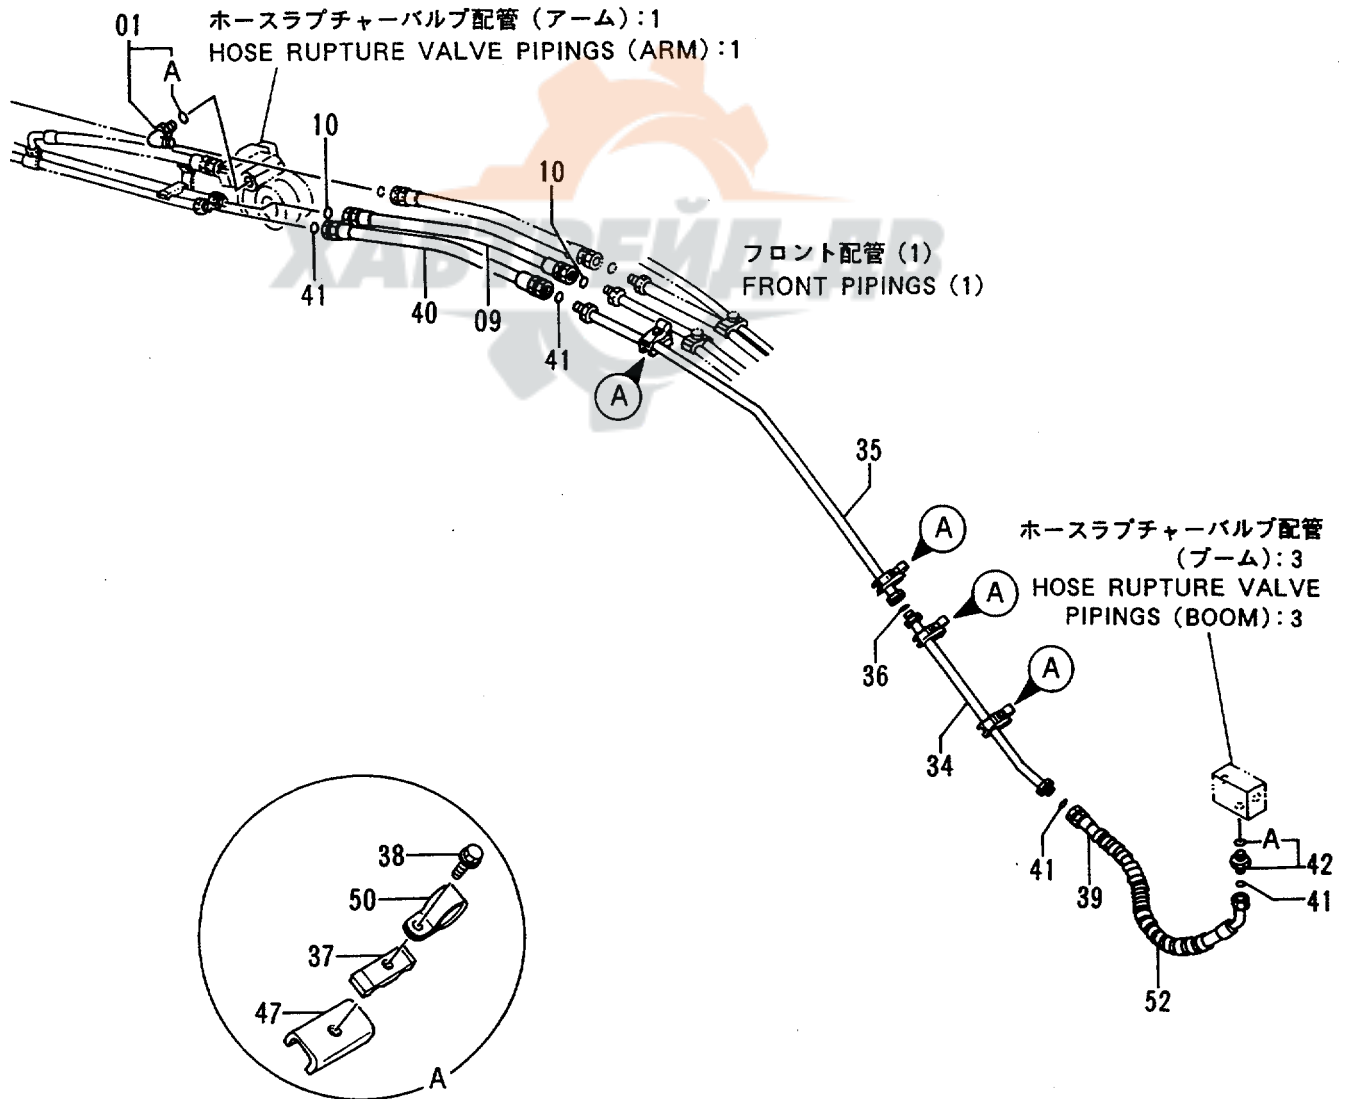 01
ホースラプチャーバルブ配管 (アーム):1
HOSE RUPTURE VALVE PIPINGS (ARM):1
A
10
10
ХАБТРЕЙД ДВ
フロント配管 (1)
FRONT PIPINGS (1)
41
40
09
41
A
35
A
ホースラプチャーバルブ配管
(ブーム):3
HOSE RUPTURE VALVE
PIPINGS (BOOM):3
A
36
A
34
41
39
A
42
41
52
38
50
37
47
A